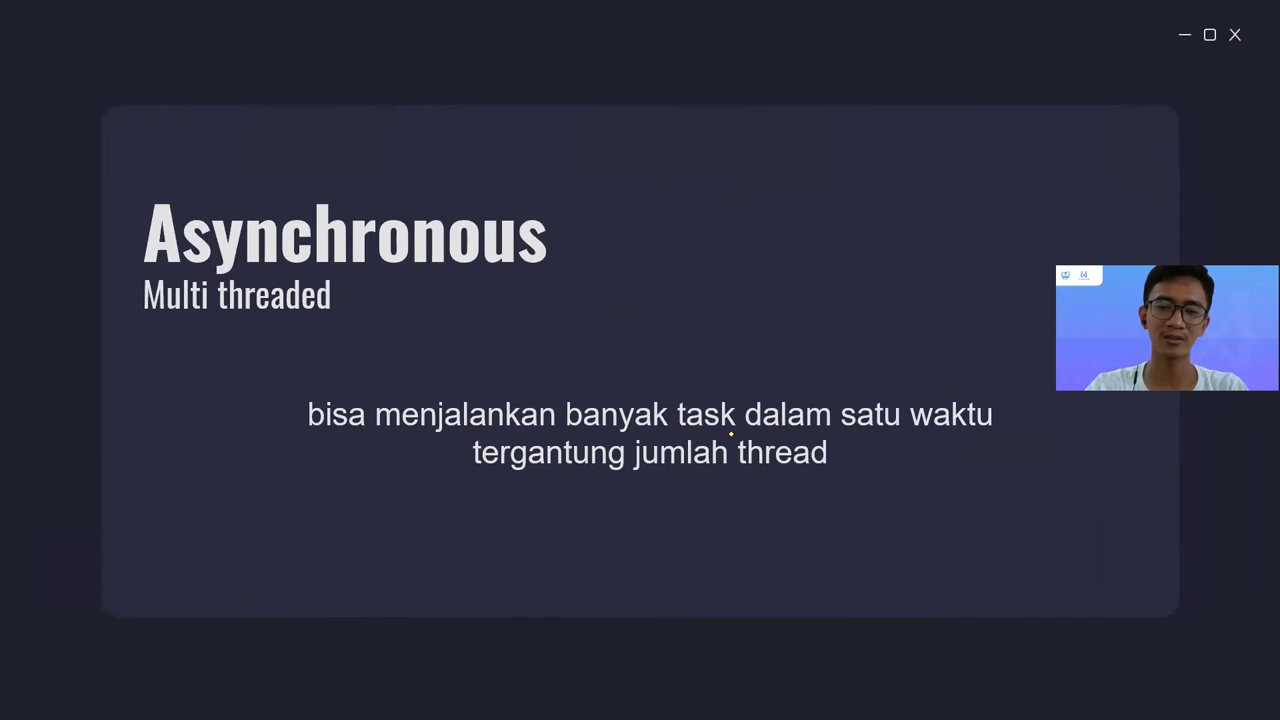 Asynchronous
Multi threaded
bisa menjalankan banyak task dalam satu waktu
tergantung jumlah thread